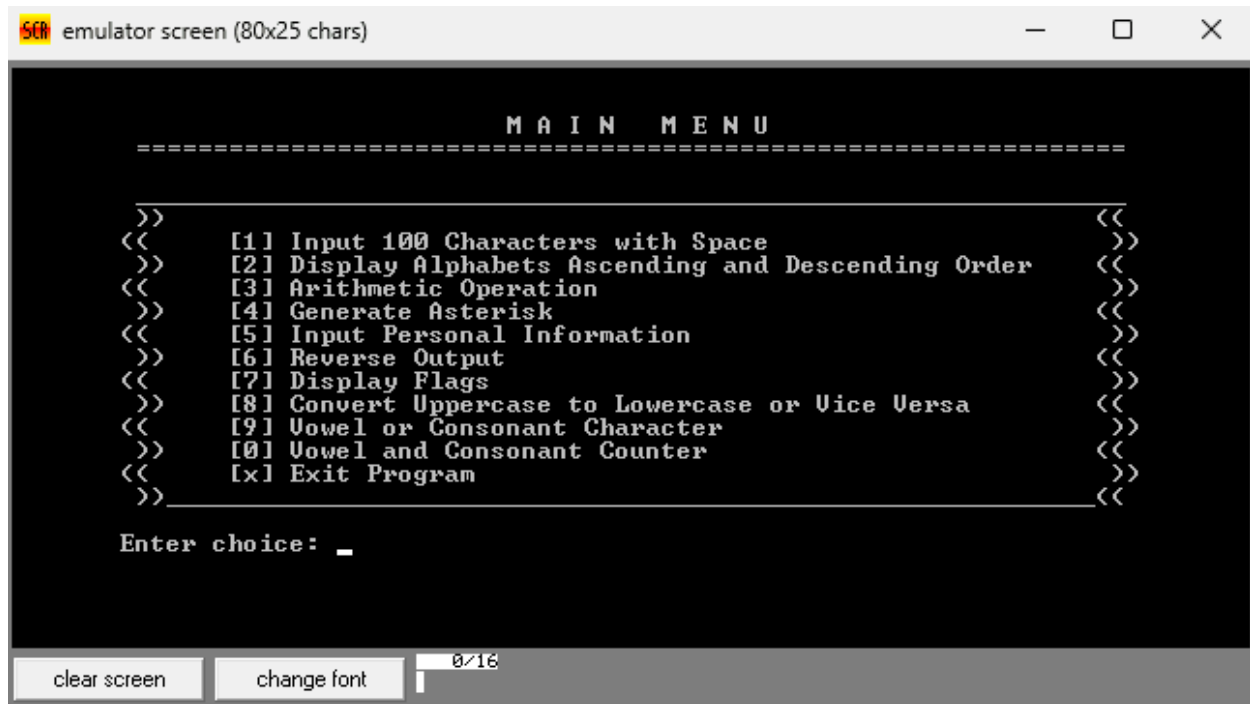 SCR emulator screen (80x25 chars)
M A I N   M E N U
================================================================
________________________________________________________________
>> <<
<< [1] Input 100 Characters with Space >>
>> [2] Display Alphabets Ascending and Descending Order <<
<< [3] Arithmetic Operation >>
>> [4] Generate Asterisk <<
<< [5] Input Personal Information >>
>> [6] Reverse Output <<
<< [7] Display Flags >>
>> [8] Convert Uppercase to Lowercase or Vice Versa <<
<< [9] Vowel or Consonant Character >>
>> [0] Vowel and Consonant Counter <<
<< [x] Exit Program >>
>>____________________________________________________________<<
Enter choice: _
clear screen change font 0/16